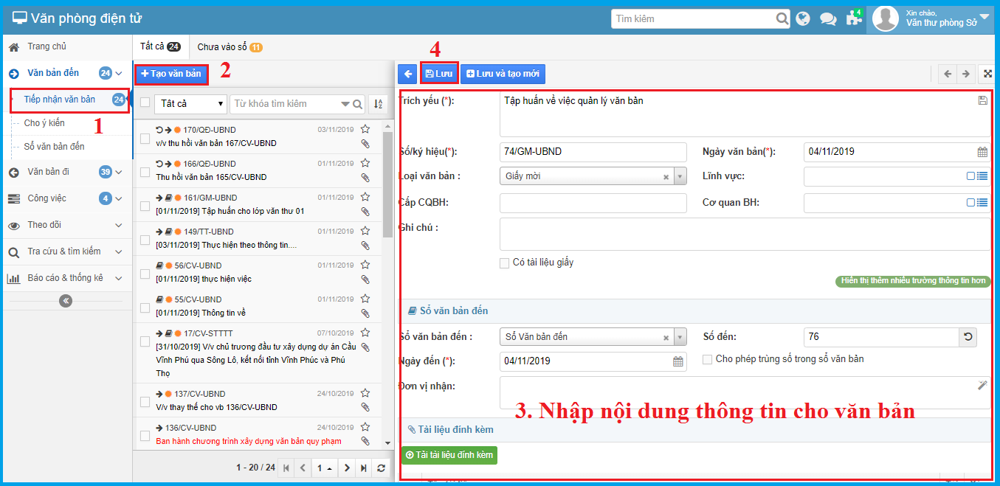 Văn phòng điện tử
Tìm kiếm
4
Xin chào,
Văn thư phòng Sở
Trang chủ
Văn bản đến 24
Tiếp nhận văn bản 24
1
Cho ý kiến
Sổ văn bản đến
Văn bản đi 39
Công việc 4
Theo dõi
Tra cứu & tìm kiếm
Báo cáo & thống kê
Tất cả 24
Chưa vào sổ 11
Tạo văn bản
2
Tất cả
Từ khóa tìm kiếm
170/QĐ-UBND 03/11/2019
v/v thu hồi văn bản 167/CV-UBND
166/QĐ-UBND 01/11/2019
Thu hồi văn bản 165/CV-UBND
161/GM-UBND 01/11/2019
[01/11/2019] Tập huấn cho lớp văn thư 01
149/TT-UBND 01/11/2019
[03/11/2019] Thực hiện theo thông tin....
56/CV-UBND 01/11/2019
[01/11/2019] thực hiện việc
55/CV-UBND 01/11/2019
[01/11/2019] Thông tin về
17/CV-STTTT 07/10/2019
[31/10/2019] V/v chủ trương đầu tư xây dựng dự án Cầu
Vĩnh Phú qua Sông Lô, kết nối tỉnh Vĩnh Phúc và Phú
Thọ
137/CV-UBND 24/10/2019
V/v thay thế cho vb 136/CV-UBND
136/CV-UBND 24/10/2019
Ban hành chương trình xây dựng văn bản quy phạm
1 - 20 / 24
1
4
Lưu
Lưu và tạo mới
Trích yếu (*): Tập huấn về việc quản lý văn bản
Số/ký hiệu(*): 74/GM-UBND
Ngày văn bản(*): 04/11/2019
Loại văn bản : Giấy mời
Lĩnh vực:
Cấp CQBH:
Cơ quan BH:
Ghi chú :
Có tài liệu giấy
Hiển thị thêm nhiều trường thông tin hơn
Sổ văn bản đến
Sổ văn bản đến : Sổ Văn bản đến
Số đến: 76
Ngày đến (*): 04/11/2019
Cho phép trùng số trong sổ văn bản
Đơn vị nhận:
3. Nhập nội dung thông tin cho văn bản
Tài liệu đính kèm
Tải tài liệu đính kèm